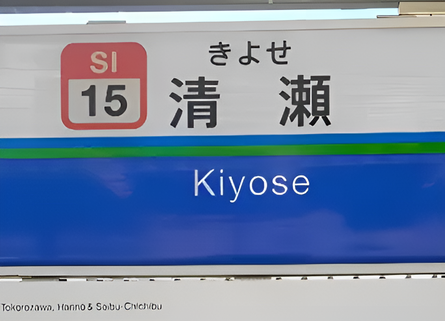 SI
15
きよせ
清瀬
Kiyose
Tokorozawa, Hanno & Seibu-Chichibu